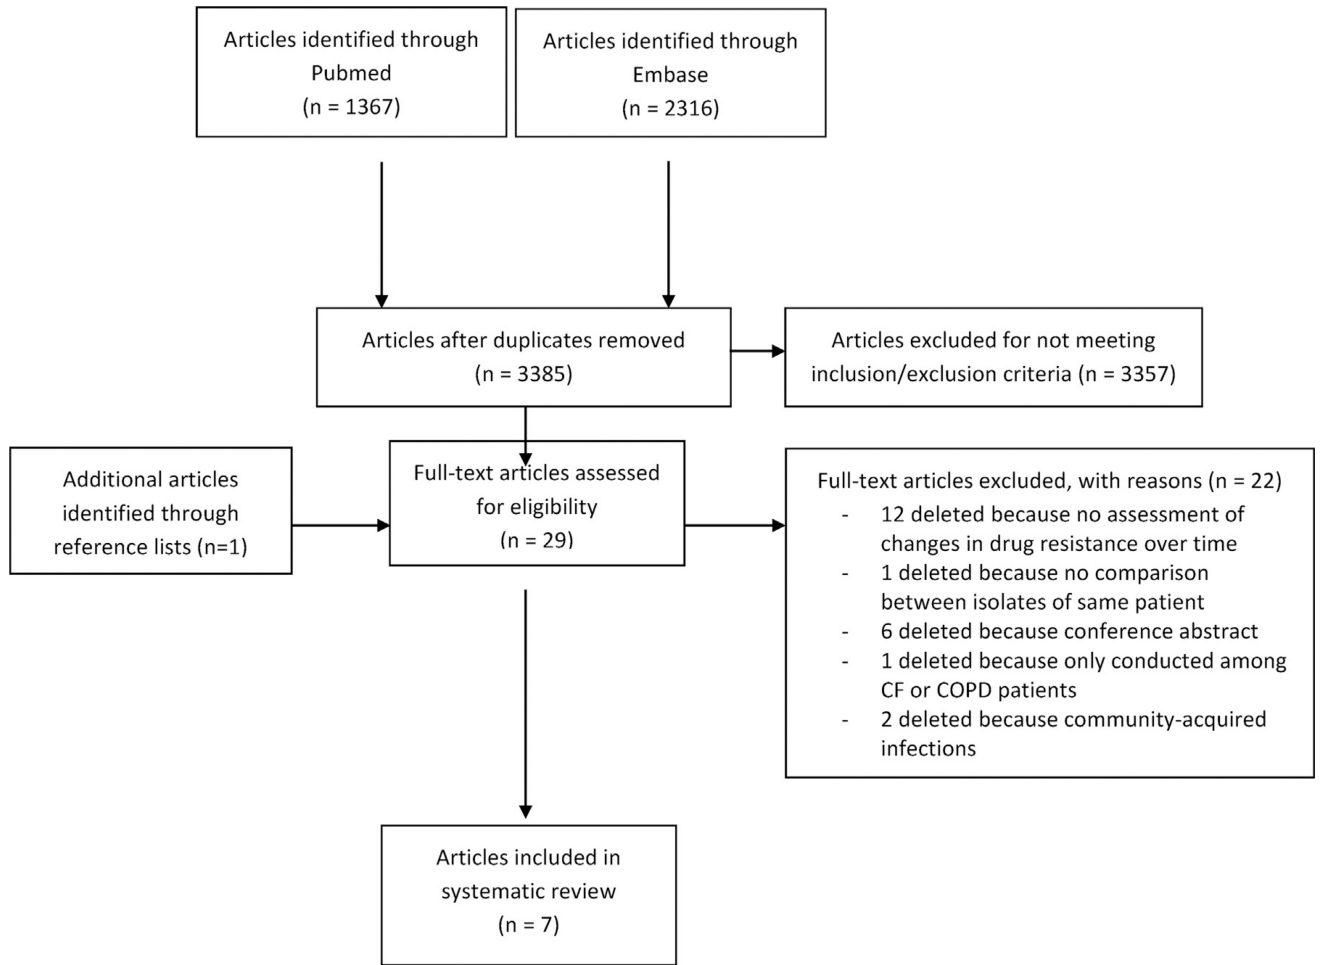 Articles identified through
Pubmed
(n = 1367)
Articles identified through
Embase
(n = 2316)
Articles after duplicates removed
(n = 3385)
Articles excluded for not meeting
inclusion/exclusion criteria (n = 3357)
Additional articles
identified through
reference lists (n=1)
Full-text articles assessed
for eligibility
(n = 29)
Full-text articles excluded, with reasons (n = 22)
- 12 deleted because no assessment of
changes in drug resistance over time
- 1 deleted because no comparison
between isolates of same patient
- 6 deleted because conference abstract
- 1 deleted because only conducted among
CF or COPD patients
- 2 deleted because community-acquired
infections
Articles included in
systematic review
(n = 7)